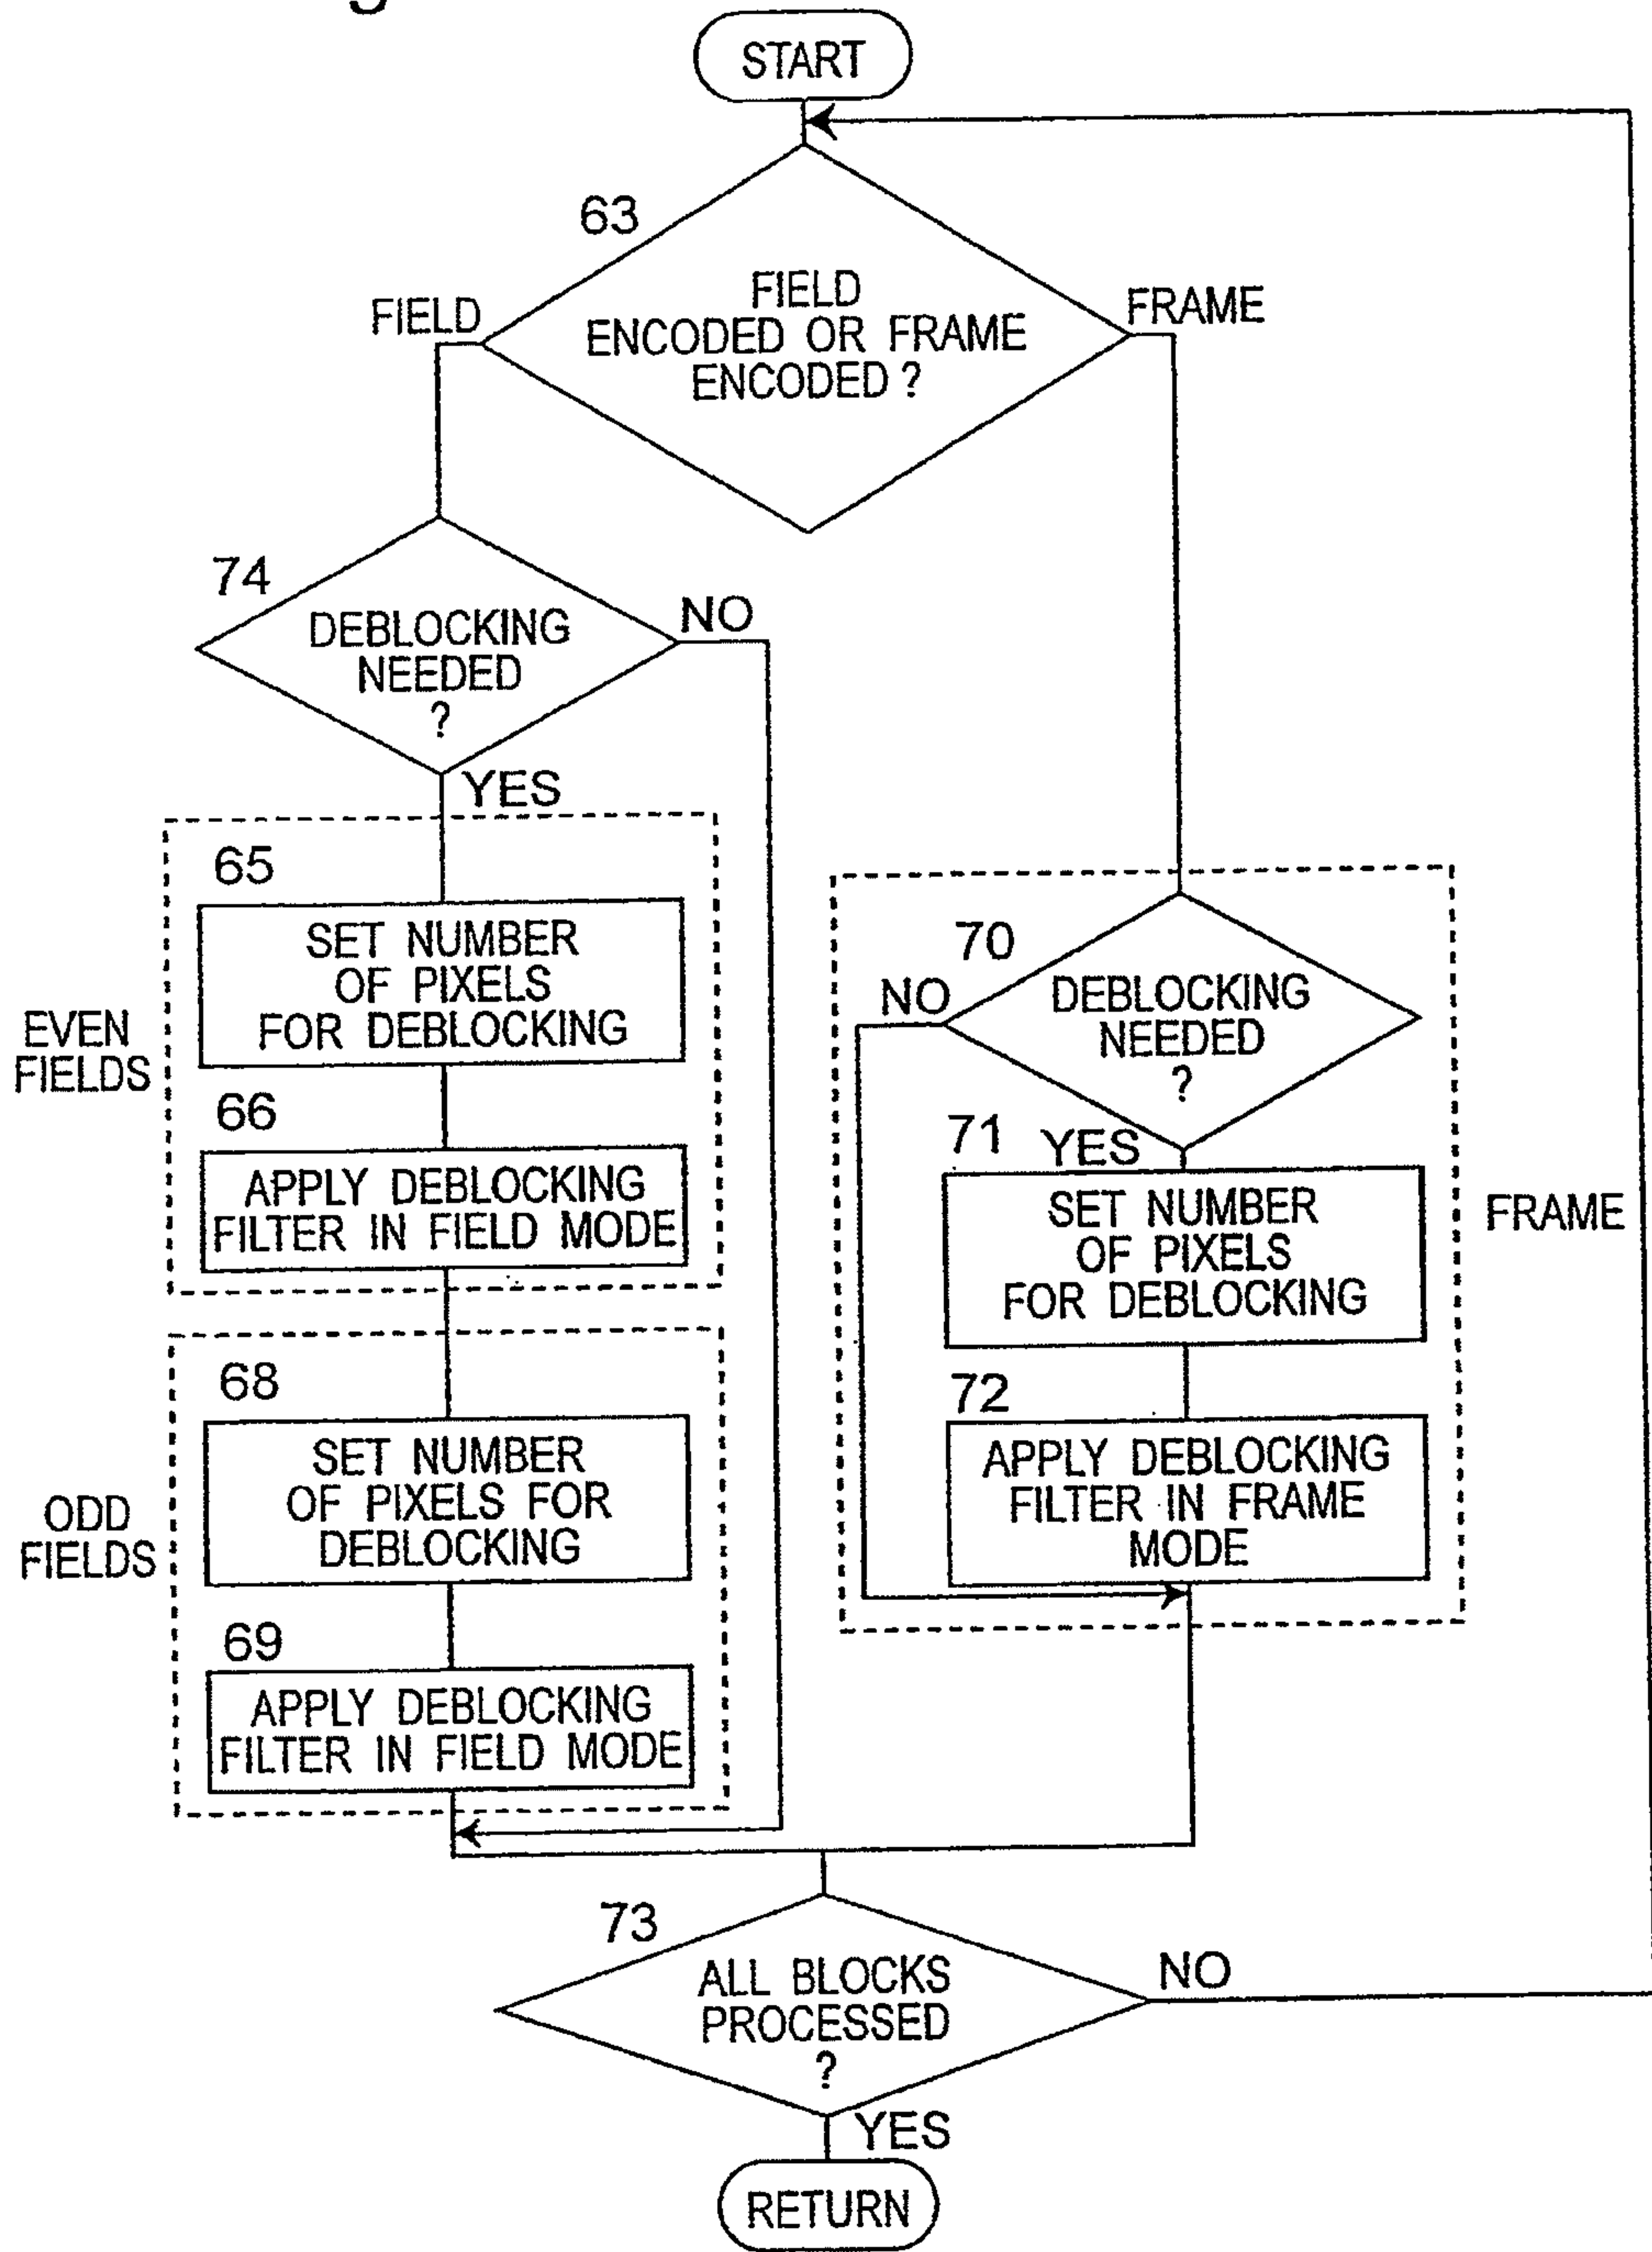 START
63
FIELD
ENCODED OR FRAME
ENCODED ?
FIELD
FRAME
74
DEBLOCKING
NEEDED
?
NO
YES
EVEN
FIELDS
65
SET NUMBER
OF PIXELS
FOR DEBLOCKING
66
APPLY DEBLOCKING
FILTER IN FIELD MODE
ODD
FIELDS
68
SET NUMBER
OF PIXELS FOR
DEBLOCKING
69
APPLY DEBLOCKING
FILTER IN FIELD MODE
70
DEBLOCKING
NEEDED
?
NO
YES
71
SET NUMBER
OF PIXELS
FOR DEBLOCKING
FRAME
72
APPLY DEBLOCKING
FILTER IN FRAME
MODE
73
ALL BLOCKS
PROCESSED
?
NO
YES
RETURN